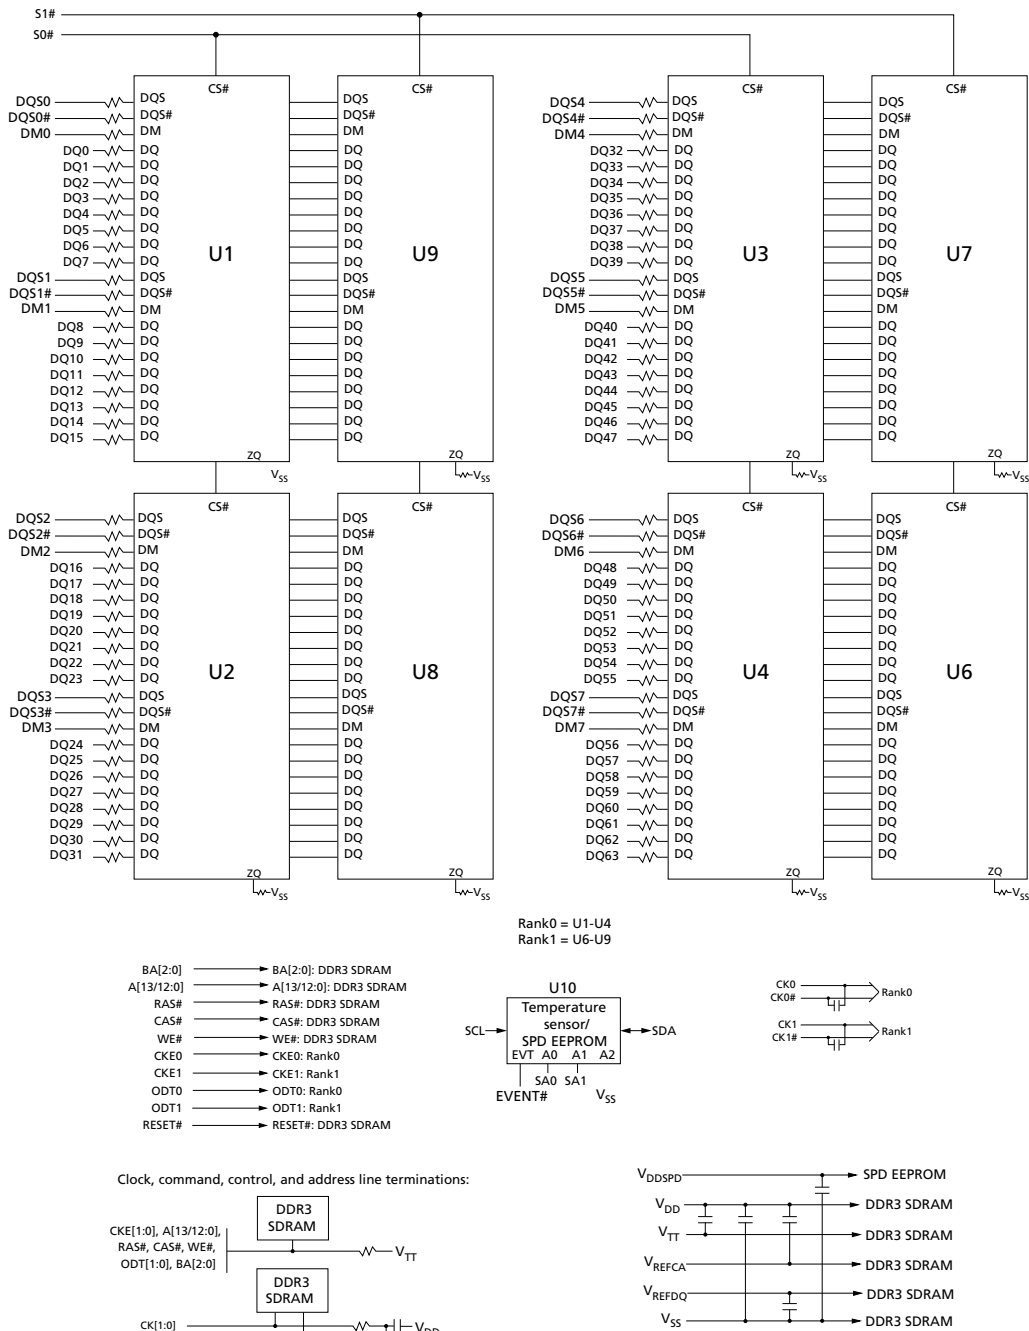 S1#
S0#
CS# CS# CS# CS#
DQS0 DQS DQS DQS4 DQS DQS
DQS0# DQS# DQS# DQS4# DQS# DQS#
DM0 DM DM DM4 DM DM
DQ0 DQ DQ DQ32 DQ DQ
DQ1 DQ DQ DQ33 DQ DQ
DQ2 DQ DQ DQ34 DQ DQ
DQ3 DQ DQ DQ35 DQ DQ
DQ4 DQ DQ DQ36 DQ DQ
DQ5 DQ DQ DQ37 DQ DQ
DQ6 DQ DQ DQ38 DQ DQ
U1 U9 U3 U7
DQ7 DQ DQ DQ39 DQ DQ
DQS1 DQS DQS DQS5 DQS DQS
DQS1# DQS# DQS# DQS5# DQS# DQS#
DM1 DM DM DM5 DM DM
DQ8 DQ DQ DQ40 DQ DQ
DQ9 DQ DQ DQ41 DQ DQ
DQ10 DQ DQ DQ42 DQ DQ
DQ11 DQ DQ DQ43 DQ DQ
DQ12 DQ DQ DQ44 DQ DQ
DQ13 DQ DQ DQ45 DQ DQ
DQ14 DQ DQ DQ46 DQ DQ
DQ15 DQ DQ DQ47 DQ DQ
ZQ ZQ ZQ ZQ
VSS VSS VSS VSS
CS# CS# CS# CS#
DQS2 DQS DQS DQS6 DQS DQS
DQS2# DQS# DQS# DQS6# DQS# DQS#
DM2 DM DM DM6 DM DM
DQ16 DQ DQ DQ48 DQ DQ
DQ17 DQ DQ DQ49 DQ DQ
DQ18 DQ DQ DQ50 DQ DQ
DQ19 DQ DQ DQ51 DQ DQ
DQ20 DQ DQ DQ52 DQ DQ
DQ21 DQ DQ DQ53 DQ DQ
DQ22 DQ DQ DQ54 DQ DQ
U2 U8 U4 U6
DQ23 DQ DQ DQ55 DQ DQ
DQS3 DQS DQS DQS7 DQS DQS
DQS3# DQS# DQS# DQS7# DQS# DQS#
DM3 DM DM DM7 DM DM
DQ24 DQ DQ DQ56 DQ DQ
DQ25 DQ DQ DQ57 DQ DQ
DQ26 DQ DQ DQ58 DQ DQ
DQ27 DQ DQ DQ59 DQ DQ
DQ28 DQ DQ DQ60 DQ DQ
DQ29 DQ DQ DQ61 DQ DQ
DQ30 DQ DQ DQ62 DQ DQ
DQ31 DQ DQ DQ63 DQ DQ
ZQ ZQ ZQ ZQ
VSS VSS VSS VSS
Rank0 = U1-U4
Rank1 = U6-U9
BA[2:0] BA[2:0]: DDR3 SDRAM
A[13/12:0] A[13/12:0]: DDR3 SDRAM
RAS# RAS#: DDR3 SDRAM
CAS# CAS#: DDR3 SDRAM
WE# WE#: DDR3 SDRAM
CKE0 CKE0: Rank0
CKE1 CKE1: Rank1
ODT0 ODT0: Rank0
ODT1 ODT1: Rank1
RESET# RESET#: DDR3 SDRAM
U10
Temperature
sensor/
SPD EEPROM
SCL SDA
EVT A0 A1 A2
SA0 SA1
EVENT# VSS
CK0
CK0# Rank0
CK1
CK1# Rank1
Clock, command, control, and address line terminations:
DDR3
SDRAM
CKE[1:0], A[13/12:0],
RAS#, CAS#, WE#,
ODT[1:0], BA[2:0]
VTT
DDR3
SDRAM
CK[1:0] VDD
VDDSPD SPD EEPROM
VDD DDR3 SDRAM
VTT DDR3 SDRAM
VREFCA DDR3 SDRAM
VREFDQ DDR3 SDRAM
VSS DDR3 SDRAM